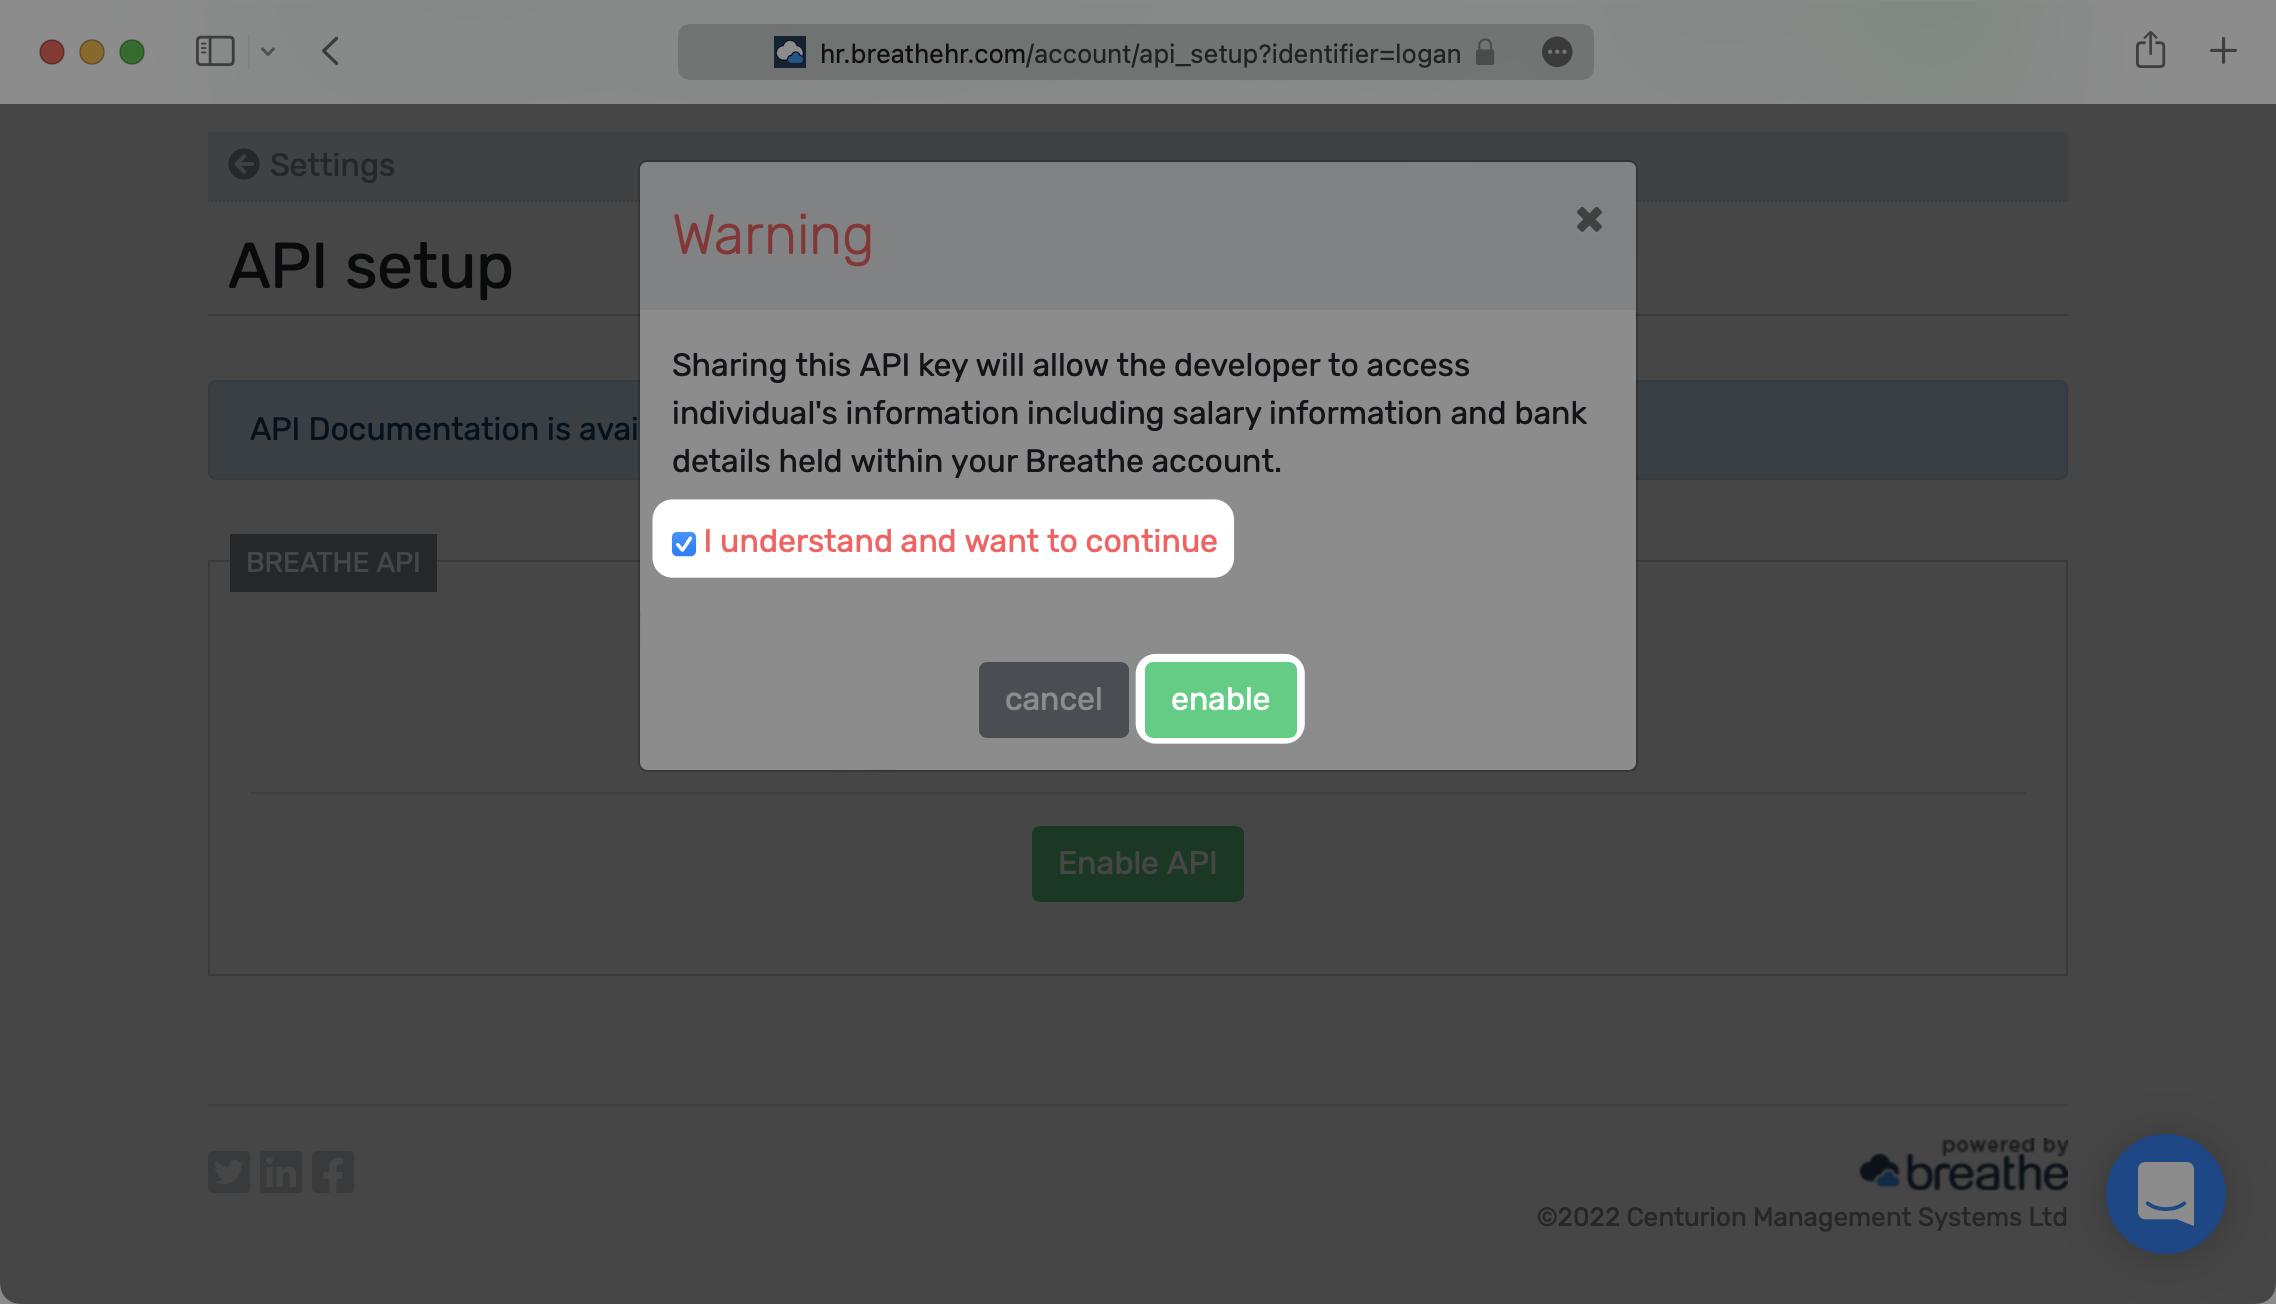 hr.breathehr.com/account/api_setup?identifier=logan
Settings
API setup
API Documentation is avai
BREATHE API
Warning
Sharing this API key will allow the developer to access
individual's information including salary information and bank
details held within your Breathe account.
I understand and want to continue
cancel
enable
Enable API
powered by
breathe
©2022 Centurion Management Systems Ltd